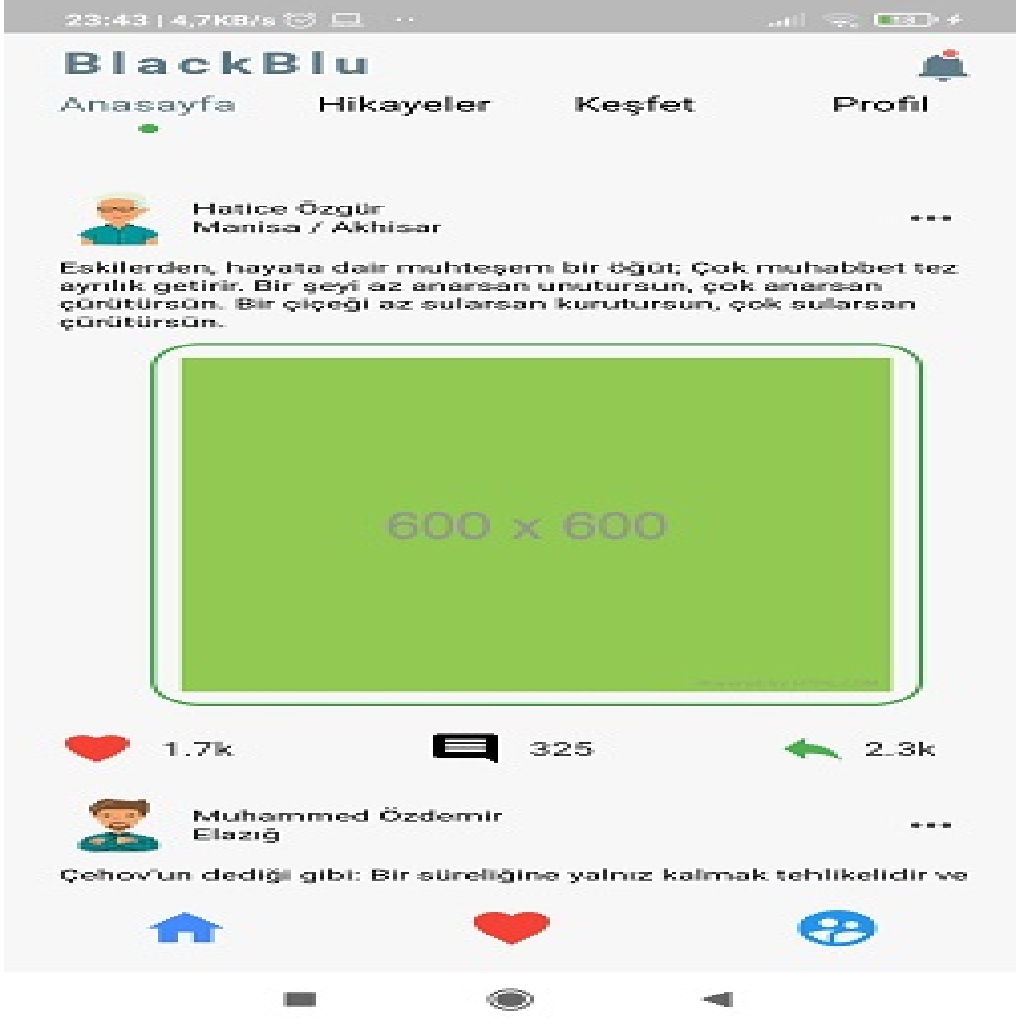 23:43 | 4,7KB/s
BlackBlu
Anasayfa Hikayeler Keşfet Profil
Hatice Özgür
Manisa / Akhisar
Eskilerden, hayata dair muhteşem bir öğüt; Çok muhabbet tez
ayrılık getirir. Bir şeyi az anarsan unutursun, çok anarsan
çürütürsün. Bir çiçeği az sularsan kurutursun, çok sularsan
çürütürsün.
600 x 600
1.7k 325 2.3k
Muhammed Özdemir
Elazığ
Çehov'un dediği gibi: Bir süreliğine yalnız kalmak tehlikelidir ve